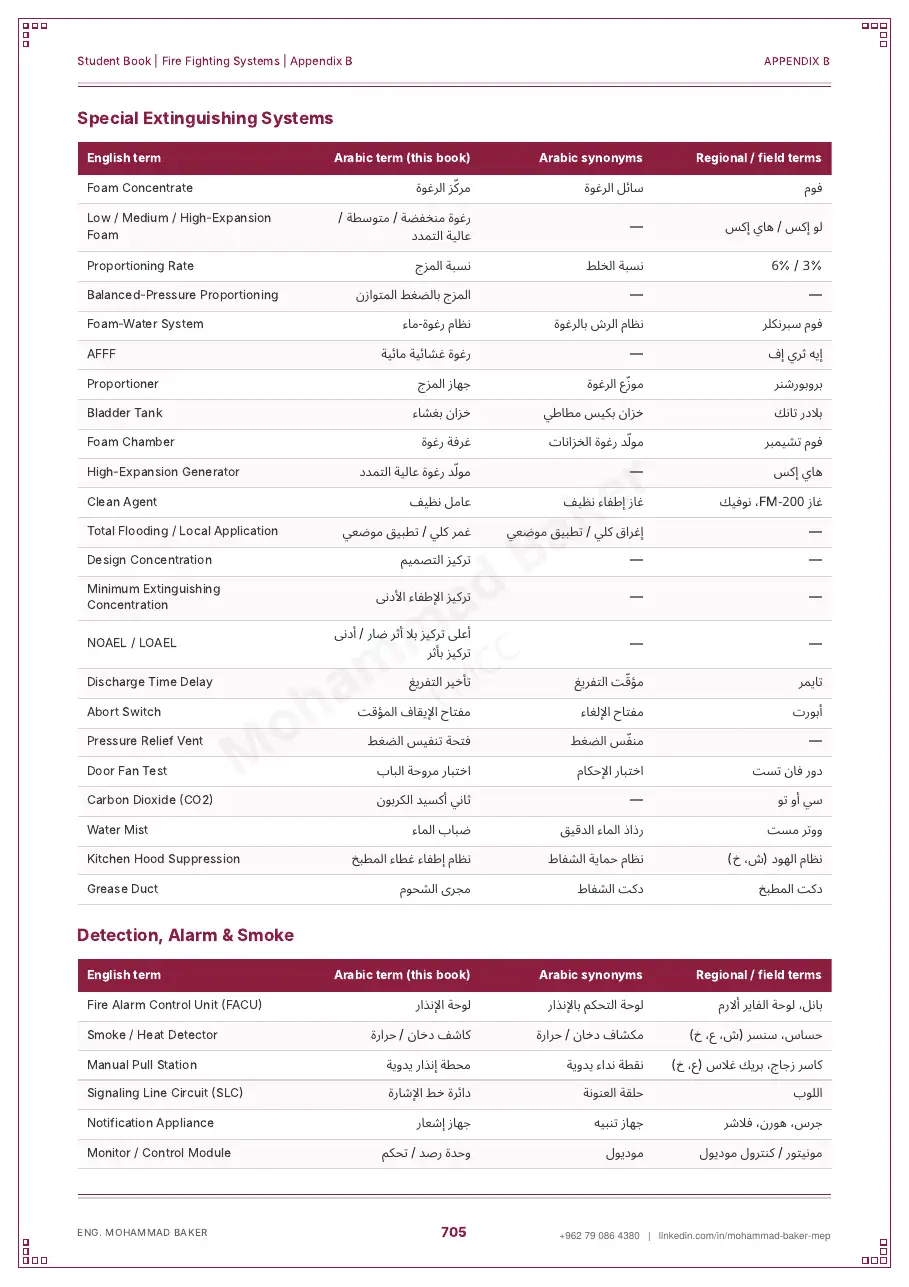 Student Book | Fire Fighting Systems | Appendix B
APPENDIX B
Special Extinguishing Systems
English term Arabic term (this book) Arabic synonyms Regional / field terms
Foam Concentrate مركّز الرغوة سائل الرغوة فوم
Low / Medium / High-Expansion رغوة منخفضة / متوسطة / — لو إكس / هاي إكس
Foam عالية التمدد
Proportioning Rate نسبة المزج نسبة الخلط 3% / 6%
Balanced-Pressure Proportioning المزج بالضغط المتوازن — —
Foam-Water System نظام رغوة-ماء نظام الرش بالرغوة فوم سبرنكلر
AFFF رغوة غشائية مائية — إيه ثري إف
Proportioner جهاز المزج موزّع الرغوة بروبورشنر
Bladder Tank خزان بغشاء خزان بكيس مطاطي بلادر تانك
Foam Chamber غرفة رغوة مولّد رغوة الخزانات فوم تشيمبر
High-Expansion Generator مولّد رغوة عالية التمدد — هاي إكس
Clean Agent عامل نظيف غاز إطفاء نظيف غاز FM-200، نوفيك
Total Flooding / Local Application غمر كلي / تطبيق موضعي إغراق كلي / تطبيق موضعي —
Design Concentration تركيز التصميم — —
Minimum Extinguishing تركيز الإطفاء الأدنى — —
Concentration
NOAEL / LOAEL أعلى تركيز بلا أثر ضار / أدنى — —
تركيز بأثر
Discharge Time Delay تأخير التفريغ مؤقّت التفريغ تايمر
Abort Switch مفتاح الإيقاف المؤقت مفتاح الإلغاء أبورت
Pressure Relief Vent فتحة تنفيس الضغط منفّس الضغط —
Door Fan Test اختبار مروحة الباب اختبار الإحكام دور فان تست
Carbon Dioxide (CO2) ثاني أكسيد الكربون — سي أو تو
Water Mist ضباب الماء رذاذ الماء الدقيق ووتر مست
Kitchen Hood Suppression نظام إطفاء غطاء المطبخ نظام حماية الشفاط نظام الهود (ش، خ)
Grease Duct مجرى الشحوم دكت الشفاط دكت المطبخ
Detection, Alarm & Smoke
English term Arabic term (this book) Arabic synonyms Regional / field terms
Fire Alarm Control Unit (FACU) لوحة الإنذار لوحة التحكم بالإنذار بانل، لوحة الفاير ألارم
Smoke / Heat Detector كاشف دخان / حرارة مكشاف دخان / حرارة حساس، سنسر (ش، ع، خ)
Manual Pull Station محطة إنذار يدوية نقطة نداء يدوية كاسر زجاج، بريك غلاس (ع، خ)
Signaling Line Circuit (SLC) دائرة خط الإشارة حلقة العنونة اللوب
Notification Appliance جهاز إشعار جهاز تنبيه جرس، هورن، فلاشر
Monitor / Control Module وحدة رصد / تحكم موديول مونيتور / كنترول موديول
Mohammad Baker
ENG. MOHAMMAD BAKER
705
+962 79 086 4380 | linkedin.com/in/mohammad-baker-mep